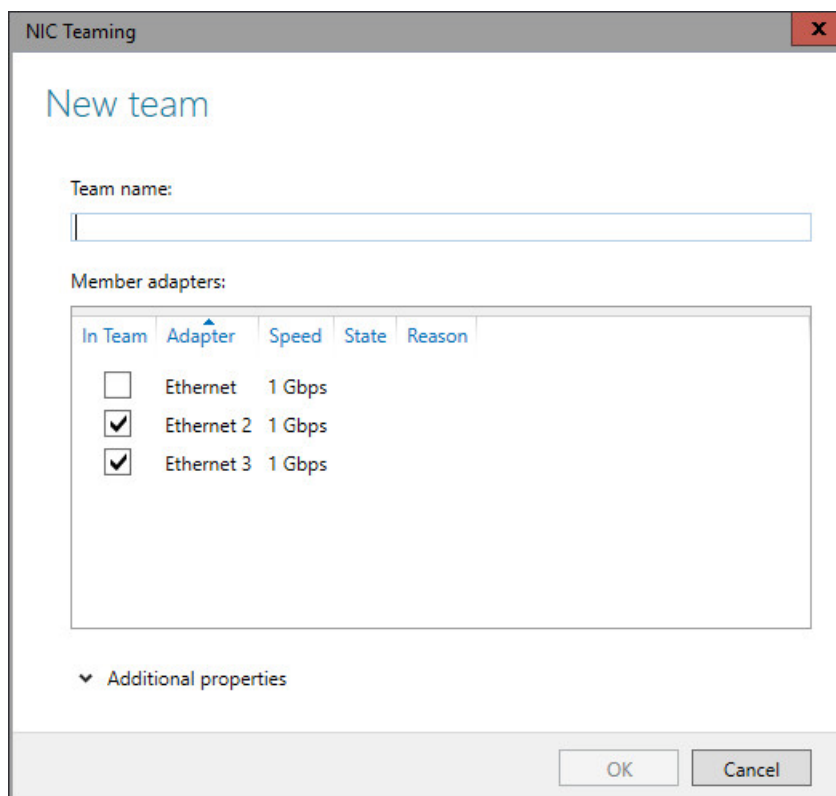 NIC Teaming
New team
Team name:
Member adapters:
In Team Adapter Speed State Reason
Ethernet 1 Gbps
Ethernet 2 1 Gbps
Ethernet 3 1 Gbps
Additional properties
OK Cancel